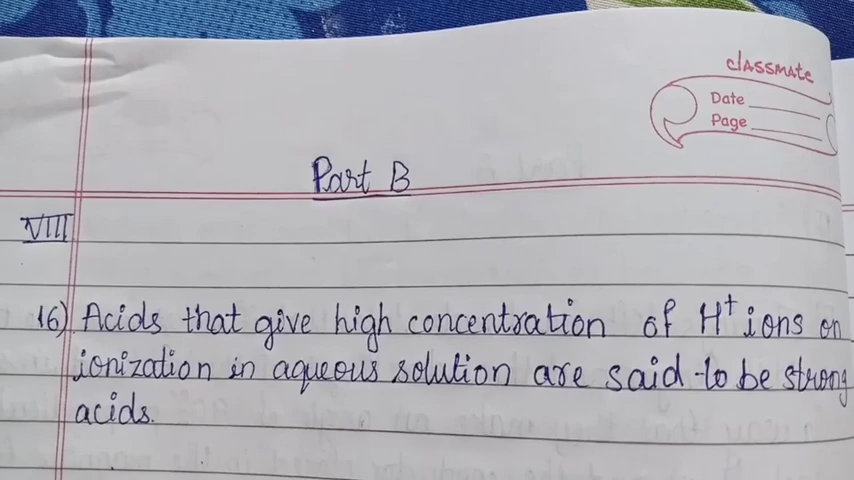 classmate
Date
Page
Part B
VIII
16) Acids that give high concentration of H⁺ ions on
ionization in aqueous solution are said to be strong
acids.